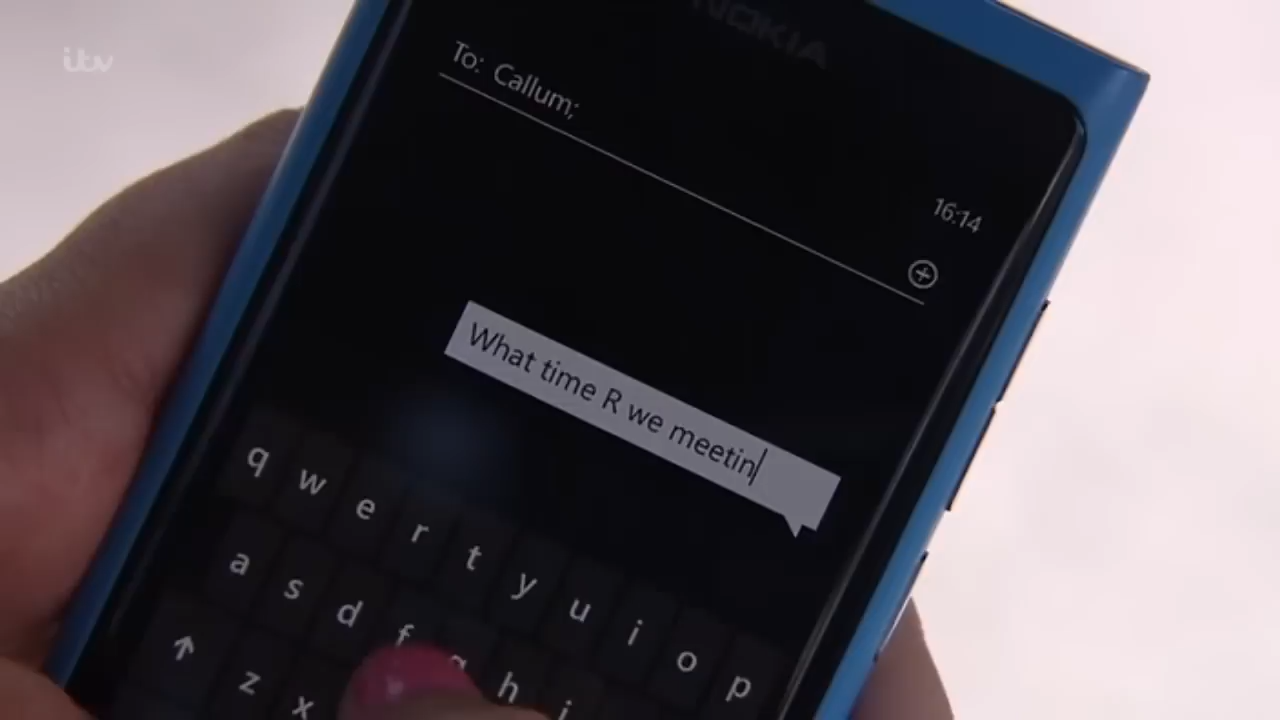 itv
NOKIA
To: Callum;
16:14
What time R we meetin
q w e r t y u i o p
a s d f g h j
z x